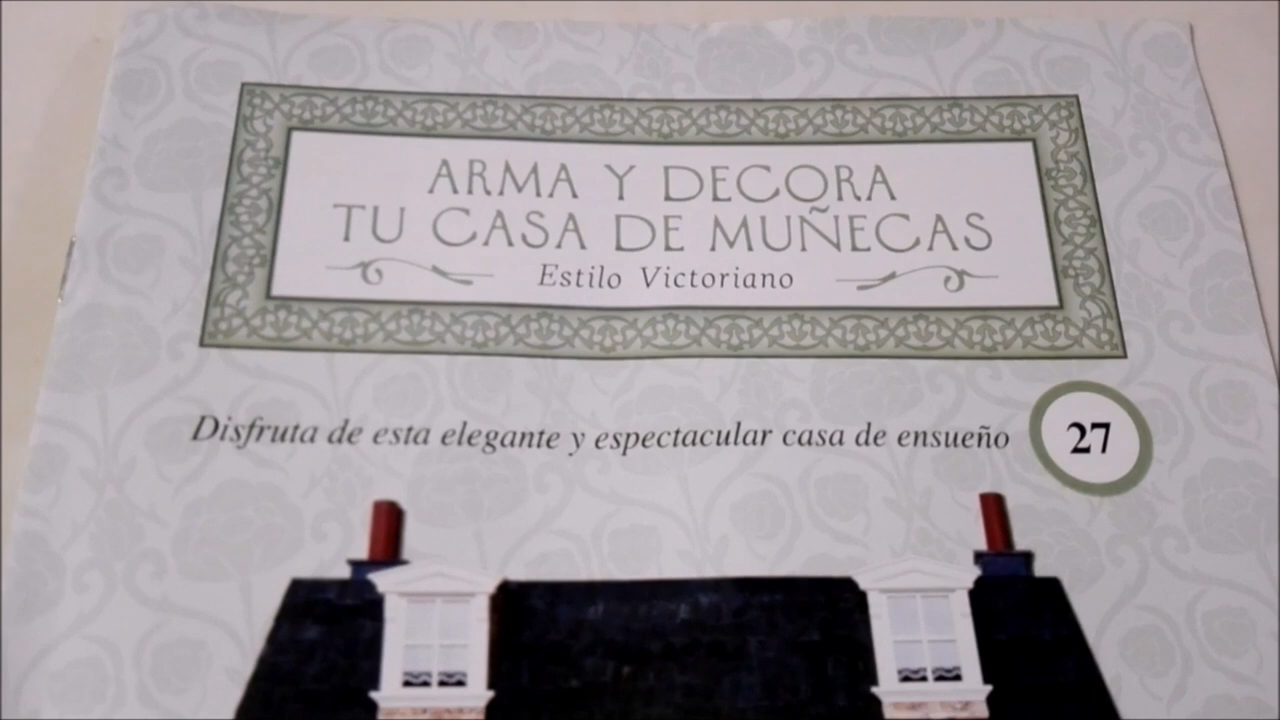 ARMA Y DECORA
TU CASA DE MUÑECAS
Estilo Victoriano
Disfruta de esta elegante y espectacular casa de ensueño
27